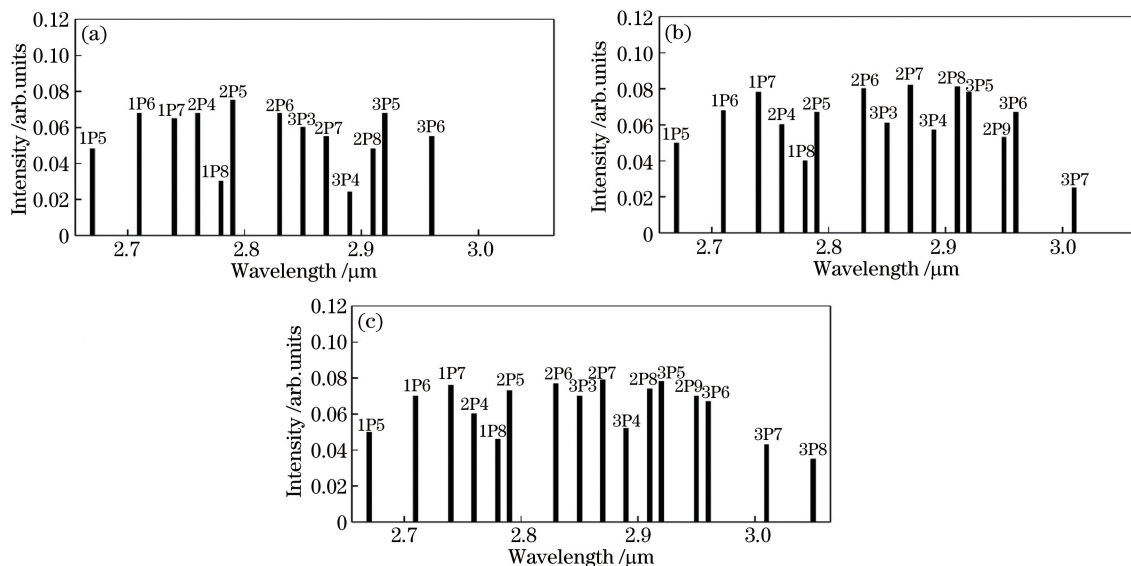 (a)
Intensity /arb.units
0.12
0.10
0.08
0.06
0.04
0.02
0
1P5
1P6
1P7
2P4
1P8
2P5
2P6
3P3
2P7
3P4
2P8
3P5
3P6
2.7 2.8 2.9 3.0
Wavelength /μm
(b)
Intensity /arb.units
0.12
0.10
0.08
0.06
0.04
0.02
0
1P5
1P6
1P7
2P4
1P8
2P5
2P6
3P3
2P7
3P4
2P8
3P5
2P9
3P6
3P7
2.7 2.8 2.9 3.0
Wavelength /μm
(c)
Intensity /arb.units
0.12
0.10
0.08
0.06
0.04
0.02
0
1P5
1P6
1P7
2P4
1P8
2P5
2P6
3P3
2P7
3P4
2P8
3P5
2P9
3P6
3P7
3P8
2.7 2.8 2.9 3.0
Wavelength /μm